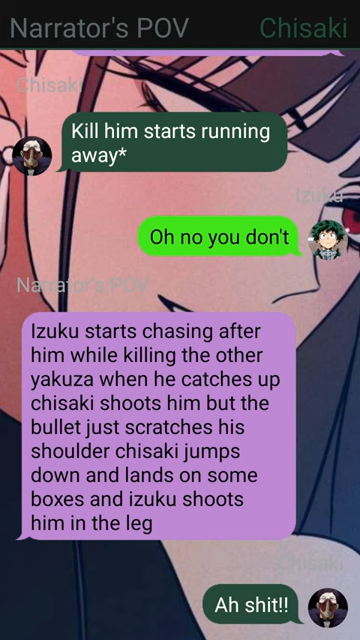 Narrator's POV Chisaki
Chisaki
Kill him starts running
away*
Izuku
Oh no you don't
Narrator's POV
Izuku starts chasing after
him while killing the other
yakuza when he catches up
chisaki shoots him but the
bullet just scratches his
shoulder chisaki jumps
down and lands on some
boxes and izuku shoots
him in the leg
Chisaki
Ah shit!!